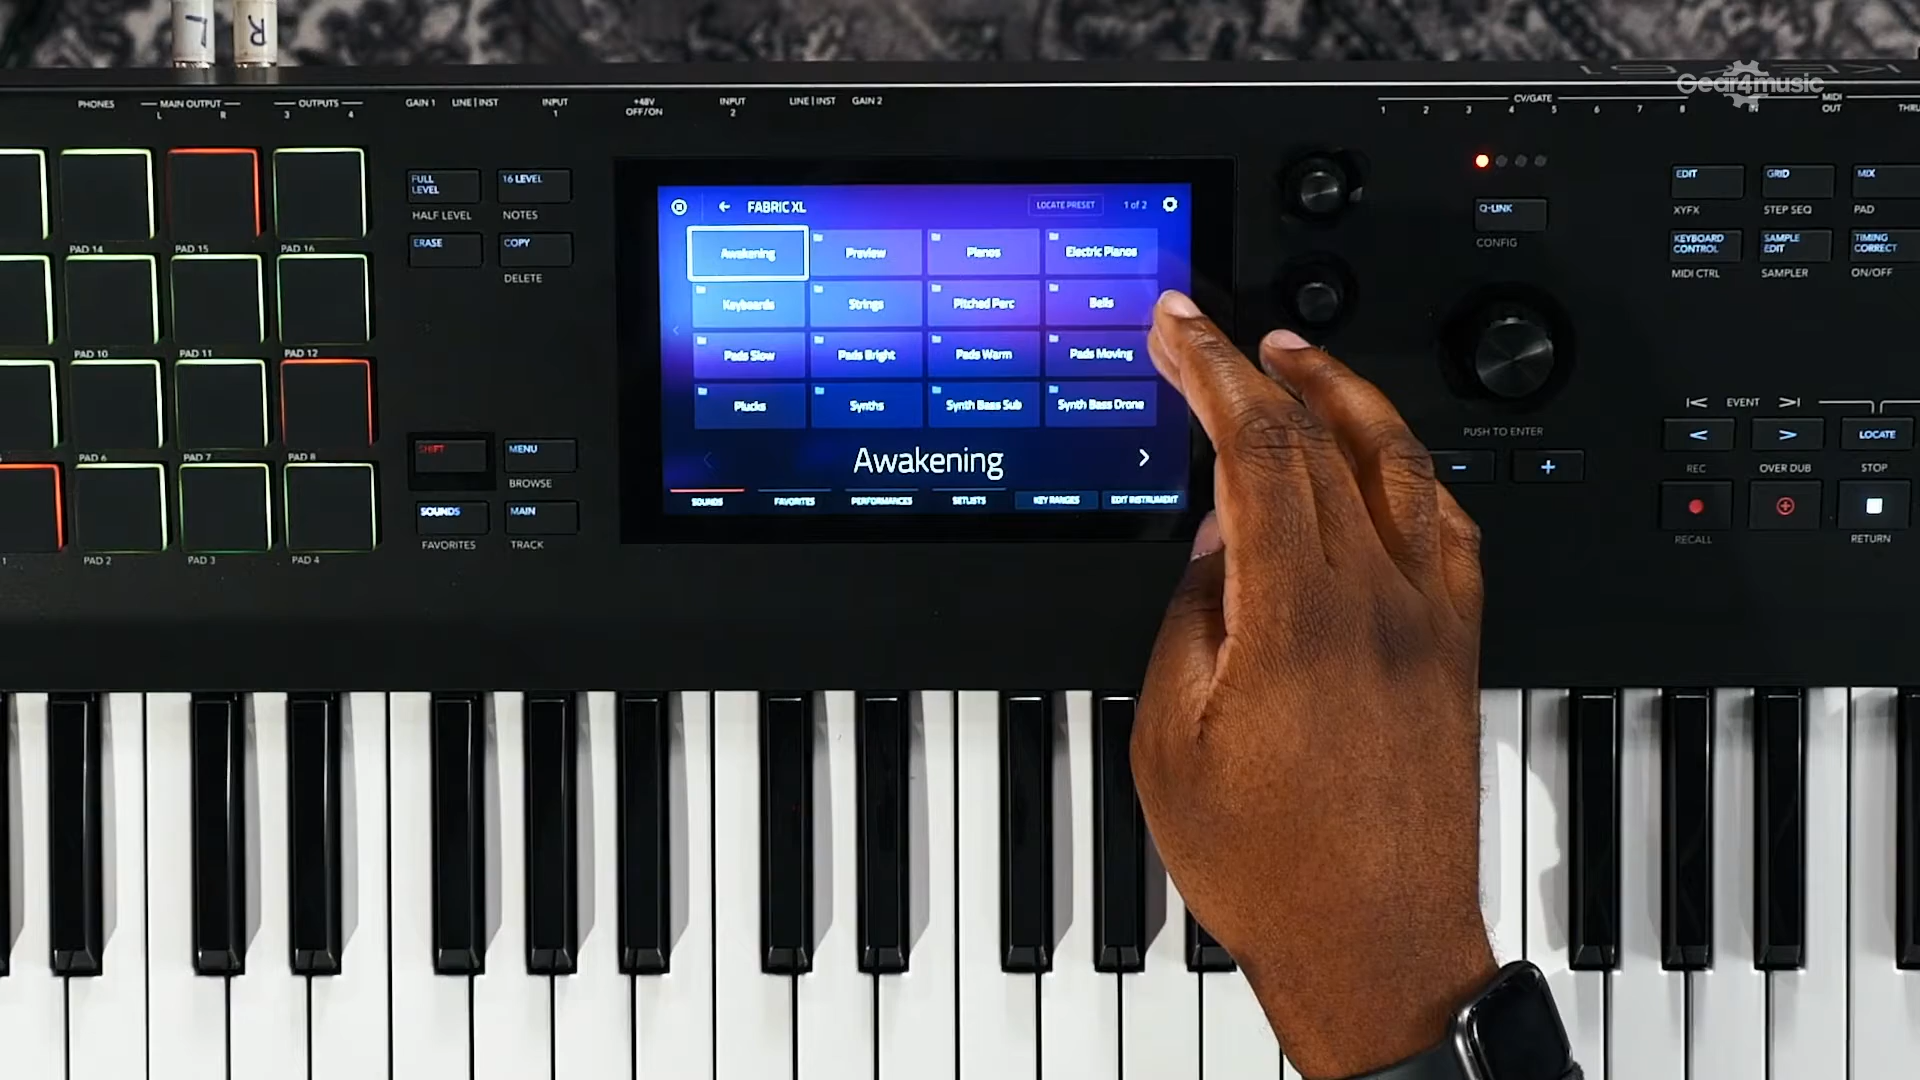 L R
KEY 61
Gear4music
PHONES
MAIN OUTPUT
L R
OUTPUTS
3 4
GAIN 1
LINE | INST
INPUT
1
+48V
OFF/ON
INPUT
2
LINE | INST
GAIN 2
CV/GATE
1 2 3 4 5 6 7 8
MIDI
IN OUT THRU
FULL
LEVEL
HALF LEVEL
16 LEVEL
NOTES
ERASE
COPY
DELETE
PAD 14
PAD 15
PAD 16
PAD 10
PAD 11
PAD 12
PAD 6
PAD 7
PAD 8
1
PAD 2
PAD 3
PAD 4
SHIFT
MENU
BROWSE
SOUNDS
FAVORITES
MAIN
TRACK
FABRIC XL
LOCATE PRESET
1 of 2
Awakening
Preview
Pianos
Electric Pianos
Keyboards
Strings
Pitched Perc
Bells
Pads Slow
Pads Bright
Pads Warm
Pads Moving
Plucks
Synths
Synth Bass Sub
Synth Bass Drone
Awakening
SOUNDS
FAVORITES
PERFORMANCES
SETLISTS
KEY RANGES
EDIT INSTRUMENT
Q-LINK
CONFIG
PUSH TO ENTER
− +
EDIT
XYFX
GRID
STEP SEQ
MIX
PAD
KEYBOARD
CONTROL
MIDI CTRL
SAMPLE
EDIT
SAMPLER
TIMING
CORRECT
ON/OFF
EVENT
< >
LOCATE
REC
OVER DUB
STOP
RECALL
RETURN